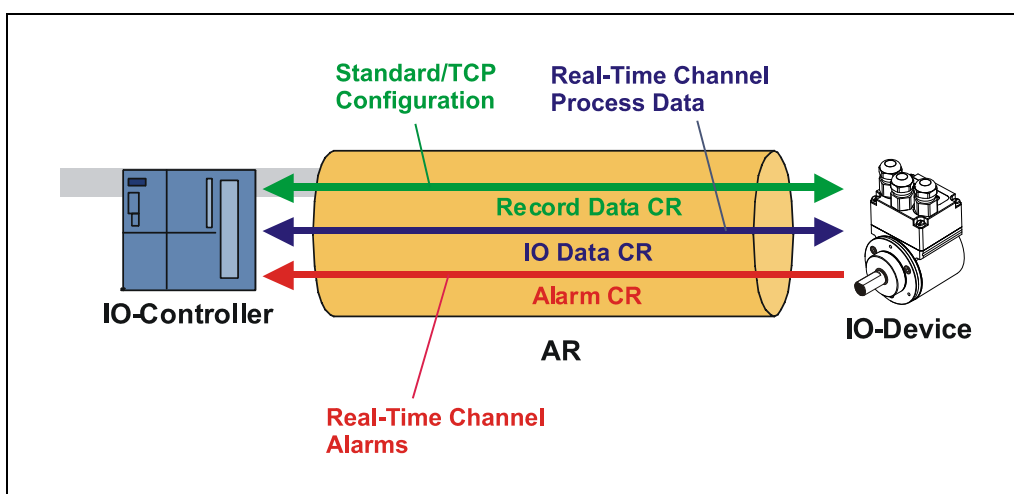 Standard/TCP
Configuration
Real-Time Channel
Process Data
Record Data CR
IO Data CR
Alarm CR
IO-Controller
IO-Device
AR
Real-Time Channel
Alarms